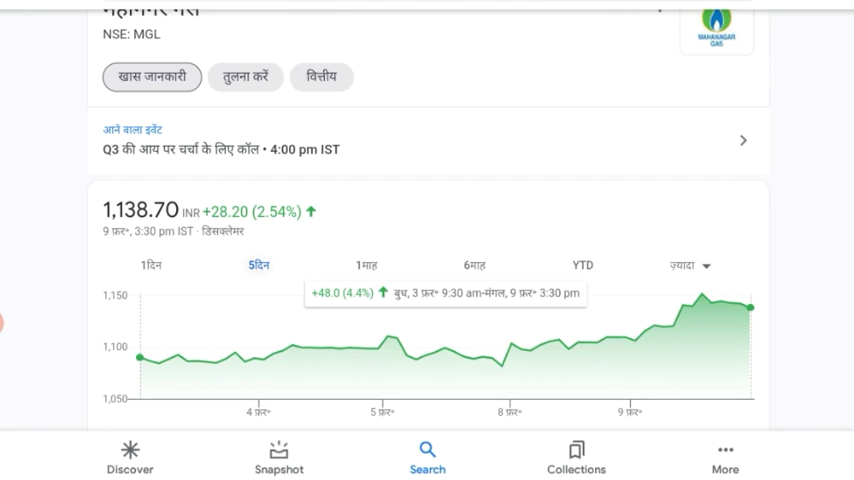 महानगर गैस
NSE: MGL
MAHANAGAR
GAS
खास जानकारी
तुलना करें
वित्तीय
आने वाला इवेंट
Q3 की आय पर चर्चा के लिए कॉल • 4:00 pm IST
1,138.70 INR +28.20 (2.54%)
9 फ़र॰, 3:30 pm IST · डिसक्लेमर
1दिन
5दिन
1माह
6माह
YTD
ज़्यादा
+48.0 (4.4%) बुध, 3 फ़र॰ 9:30 am-मंगल, 9 फ़र॰ 3:30 pm
1,150
1,100
1,050
4 फ़र॰
5 फ़र॰
8 फ़र॰
9 फ़र॰
Discover
Snapshot
Search
Collections
More